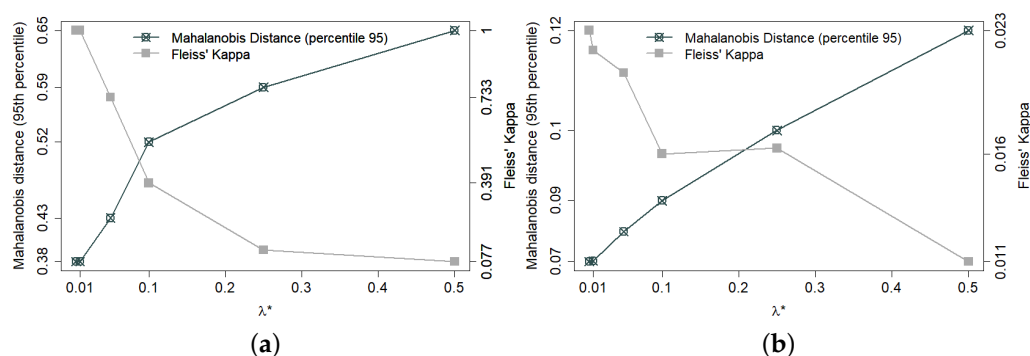 Mahalanobis distance (95th percentile)
0.65
0.59
0.52
0.43
0.38
Mahalanobis Distance (percentile 95)
Fleiss' Kappa
1
0.733
0.391
0.077
Fleiss' Kappa
0.01 0.1 0.2 0.3 0.4 0.5
λ*
(a)
Mahalanobis distance (95th percentile)
0.12
0.1
0.09
0.07
Mahalanobis Distance (percentile 95)
Fleiss' Kappa
0.023
0.016
0.011
Fleiss' Kappa
0.01 0.1 0.2 0.3 0.4 0.5
λ*
(b)